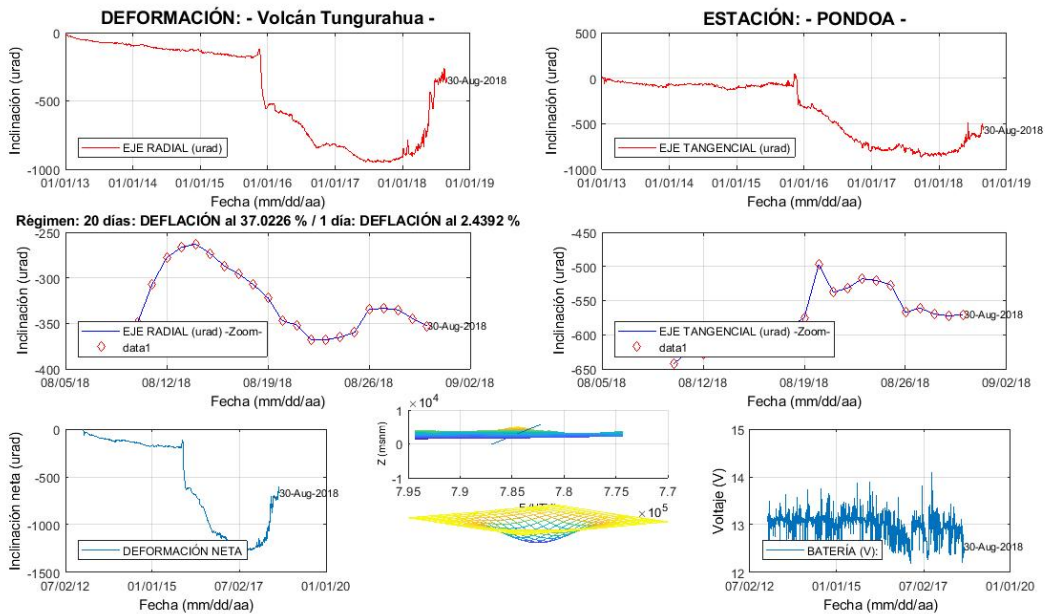 DEFORMACIÓN: - Volcán Tungurahua -
Inclinación (urad)
0
-500
-1000
EJE RADIAL (urad)
30-Aug-2018
01/01/13 01/01/14 01/01/15 01/01/16 01/01/17 01/01/18 01/01/19
Fecha (mm/dd/aa)
ESTACIÓN: - PONDOA -
Inclinación (urad)
500
0
-500
-1000
EJE TANGENCIAL (urad)
30-Aug-2018
01/01/13 01/01/14 01/01/15 01/01/16 01/01/17 01/01/18 01/01/19
Fecha (mm/dd/aa)
Régimen: 20 días: DEFLACIÓN al 37.0226 % / 1 día: DEFLACIÓN al 2.4392 %
Inclinación (urad)
-250
-300
-350
-400
EJE RADIAL (urad) -Zoom-
data1
30-Aug-2018
08/05/18 08/12/18 08/19/18 08/26/18 09/02/18
Fecha (mm/dd/aa)
Inclinación (urad)
-450
-500
-550
-600
-650
EJE TANGENCIAL (urad) -Zoom-
data1
30-Aug-2018
08/05/18 08/12/18 08/19/18 08/26/18 09/02/18
Fecha (mm/dd/aa)
Inclinación neta (urad)
0
-500
-1000
-1500
DEFORMACIÓN NETA
30-Aug-2018
07/02/12 01/01/15 07/02/17 01/01/20
Fecha (mm/dd/aa)
×10⁴
Z (msnm)
1
0
-1
7.95 7.9 7.85 7.8 7.75 7.7
×10⁵
Voltaje (V)
15
14
13
12
BATERÍA (V):
30-Aug-2018
07/02/12 01/01/15 07/02/17 01/01/20
Fecha (mm/dd/aa)